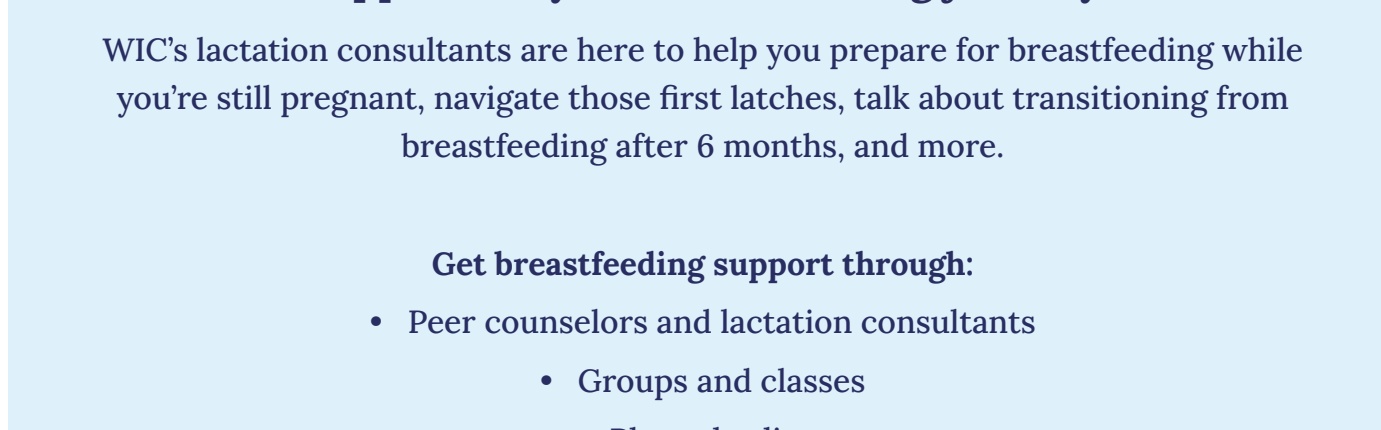 WIC’s lactation consultants are here to help you prepare for breastfeeding while
you’re still pregnant, navigate those first latches, talk about transitioning from
breastfeeding after 6 months, and more.
Get breastfeeding support through:
• Peer counselors and lactation consultants
• Groups and classes